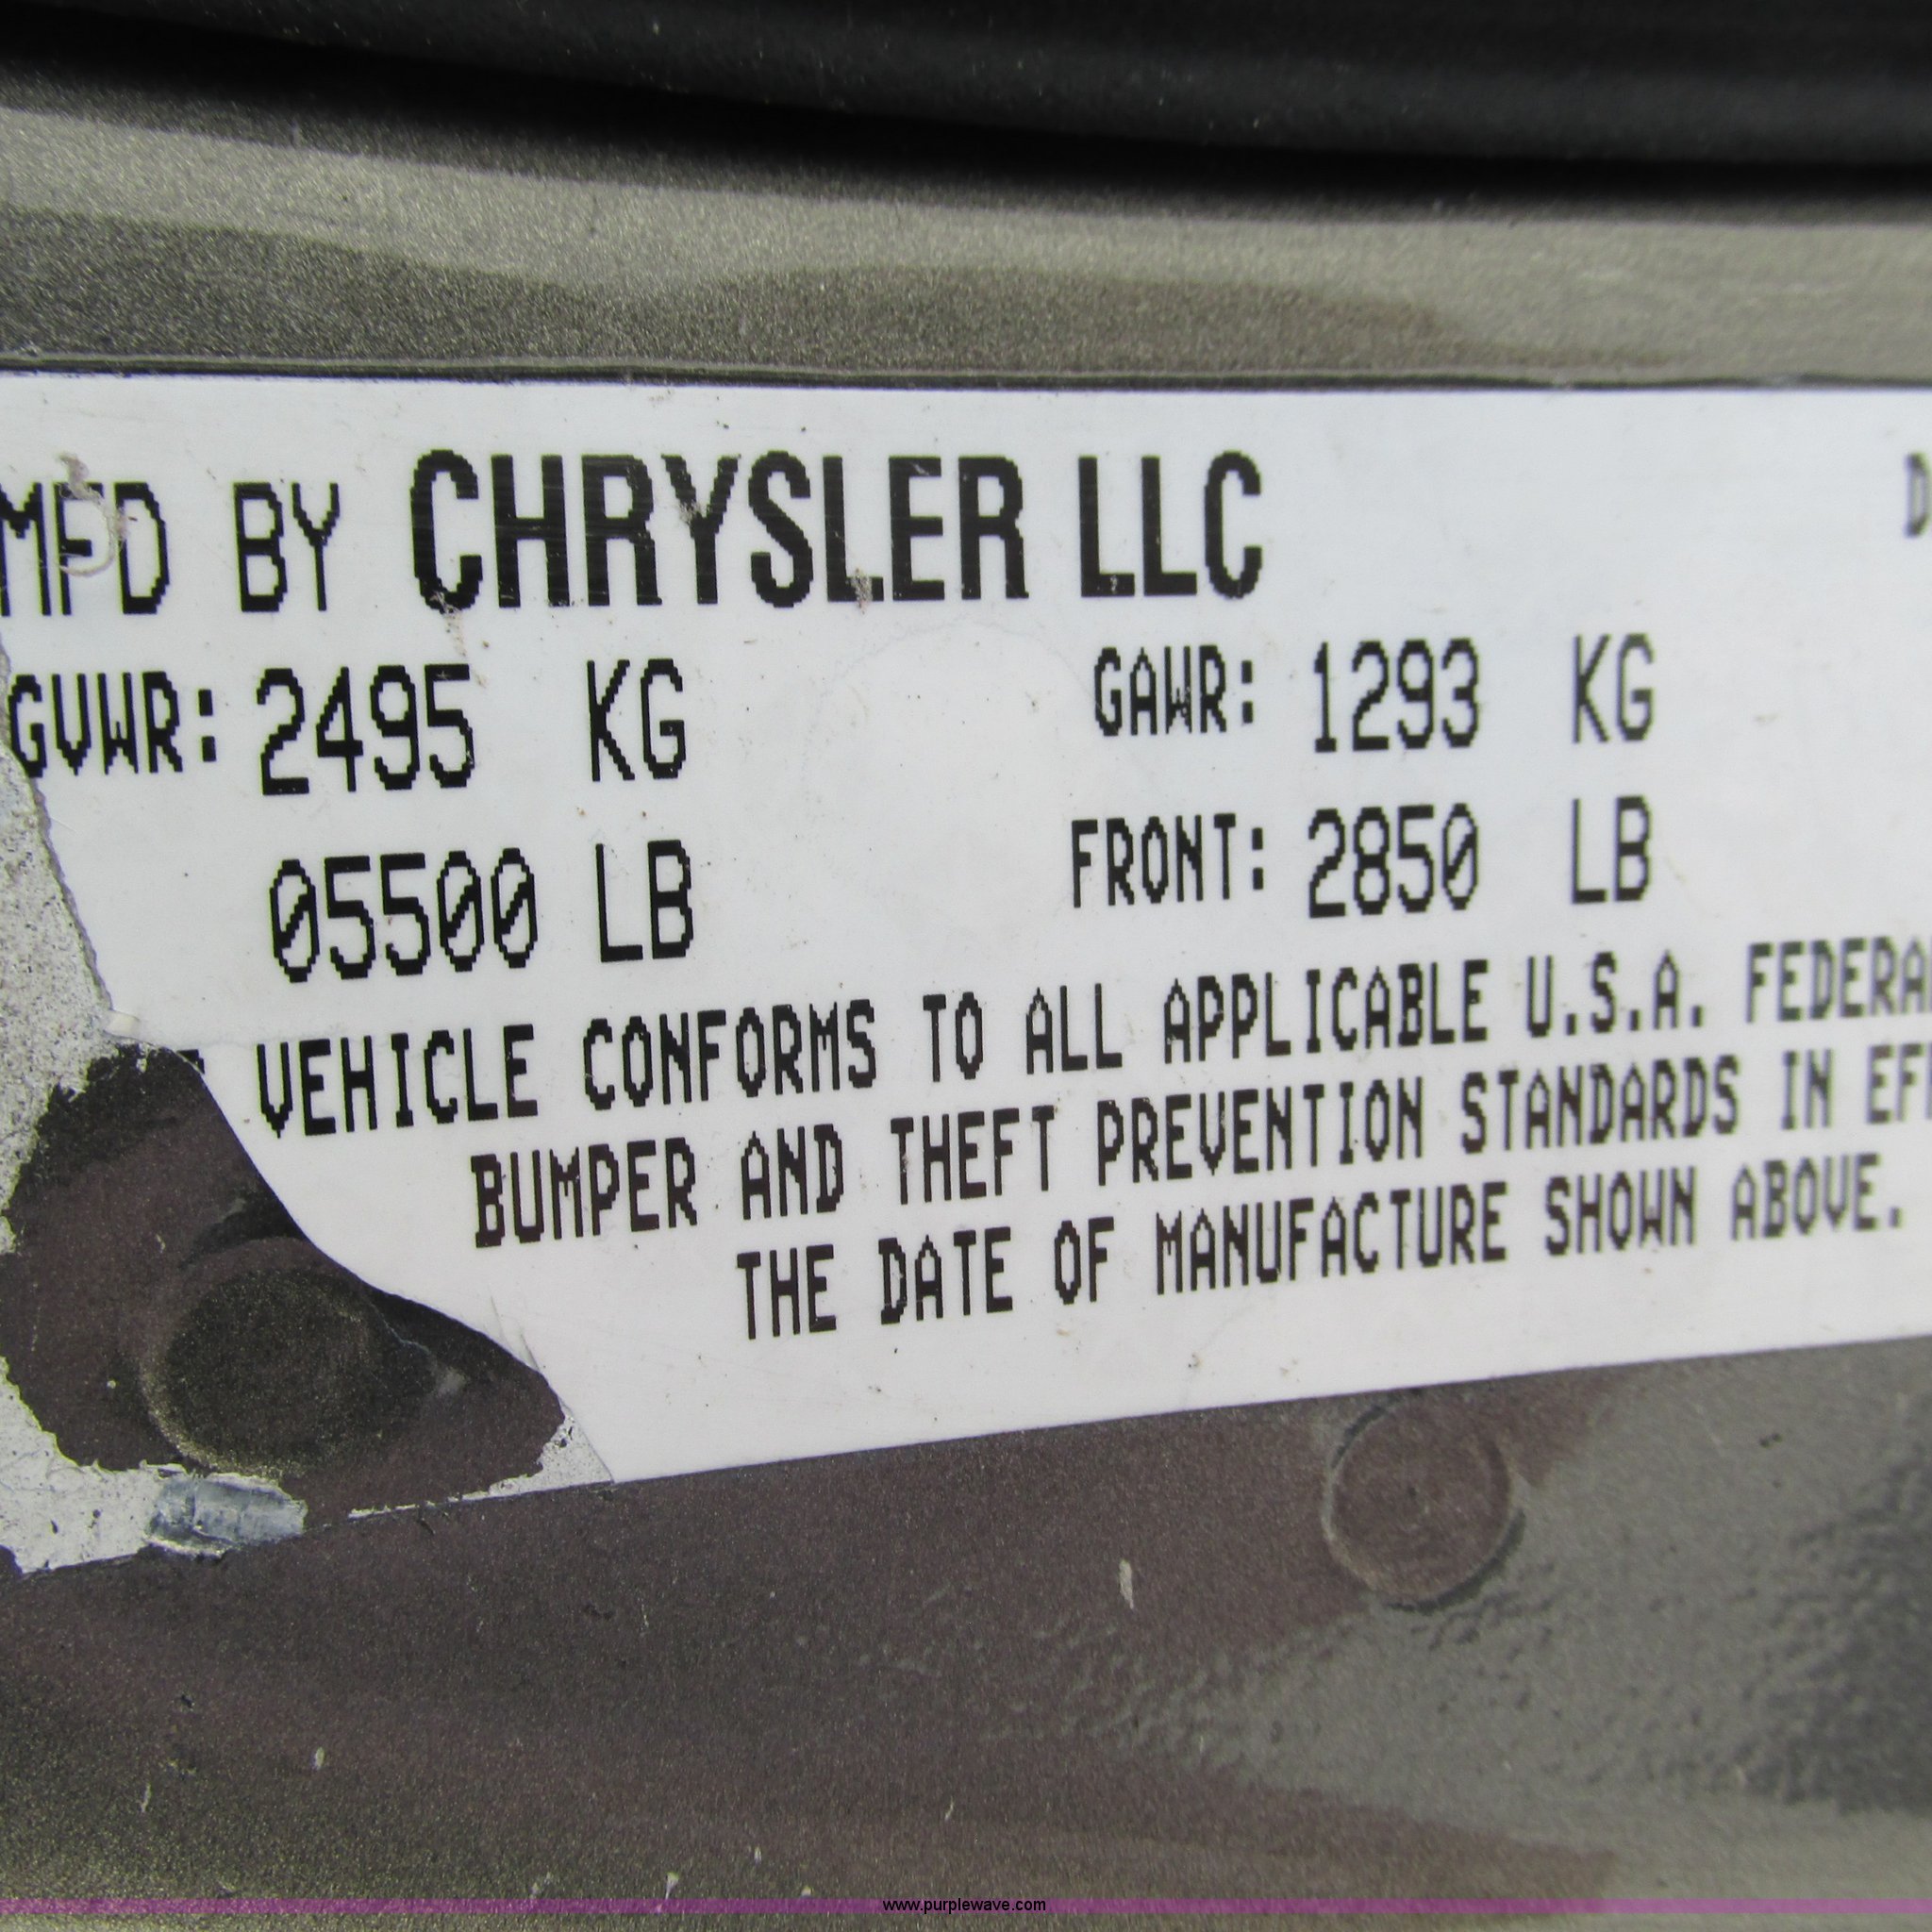 MFD BY CHRYSLER LLC
GVWR: 2495 KG GAWR: 1293 KG
05500 LB FRONT: 2850 LB
VEHICLE CONFORMS TO ALL APPLICABLE U.S.A. FEDERA
BUMPER AND THEFT PREVENTION STANDARDS IN EF
THE DATE OF MANUFACTURE SHOWN ABOVE.
www.purplewave.com